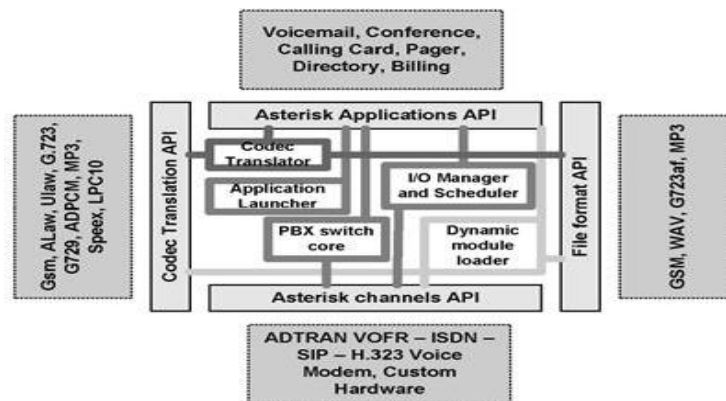 Voicemail, Conference,
Calling Card, Pager,
Directory, Billing
Gsm, ALaw, Ulaw, G.723,
G729, ADPCM, MP3,
Speex, LPC10
Codec Translation API
Asterisk Applications API
Codec
Translator
Application
Launcher
I/O Manager
and Scheduler
PBX switch
core
Dynamic
module
loader
Asterisk channels API
File format API
GSM, WAV, G723af, MP3
ADTRAN VOFR – ISDN –
SIP – H.323 Voice
Modem, Custom
Hardware